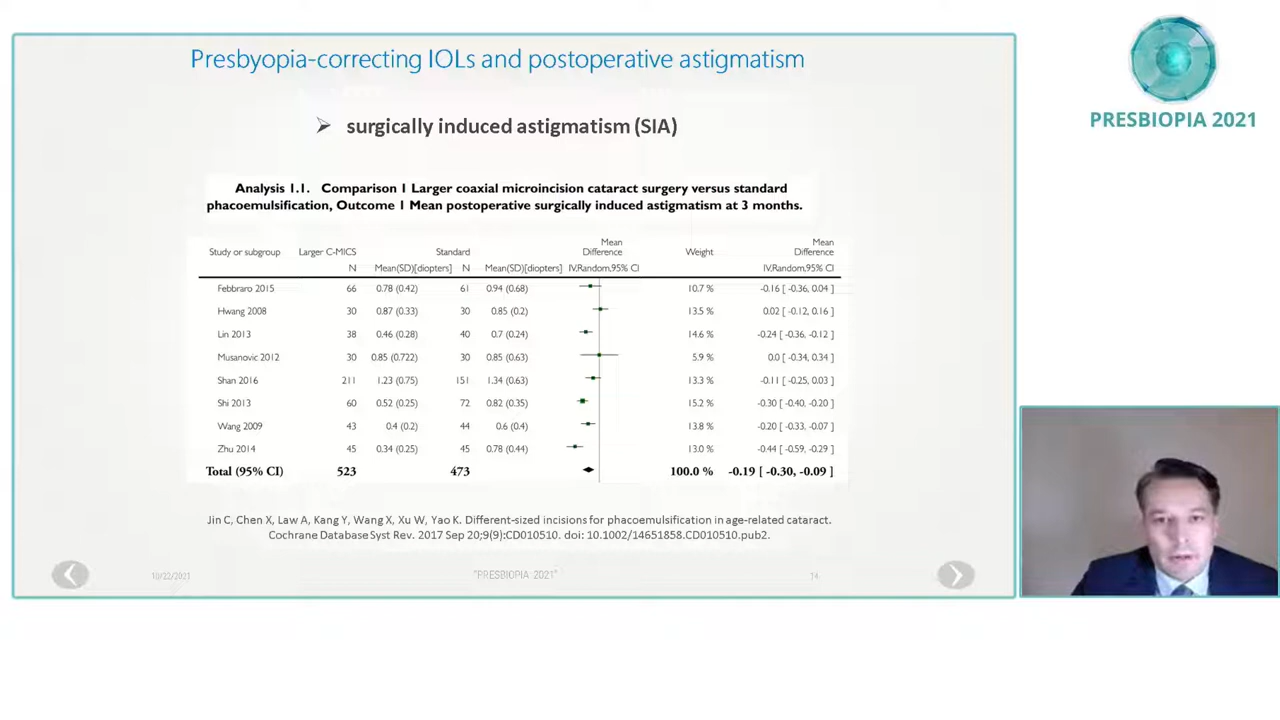 Presbyopia-correcting IOLs and postoperative astigmatism
surgically induced astigmatism (SIA)
Analysis 1.1. Comparison 1 Larger coaxial microincision cataract surgery versus standard
phacoemulsification, Outcome 1 Mean postoperative surgically induced astigmatism at 3 months.
Study or subgroup Larger C-MICS Standard Mean Difference Weight Mean Difference
N Mean(SD)[diopters] N Mean(SD)[diopters] IV,Random,95% CI IV,Random,95% CI
Febbraro 2015 66 0.78 (0.42) 61 0.94 (0.68) 10.7 % -0.16 [ -0.36, 0.04 ]
Hwang 2008 30 0.87 (0.33) 30 0.85 (0.2) 13.5 % 0.02 [ -0.12, 0.16 ]
Lin 2013 38 0.46 (0.28) 40 0.7 (0.24) 14.6 % -0.24 [ -0.36, -0.12 ]
Musanovic 2012 30 0.85 (0.722) 30 0.85 (0.63) 5.9 % 0.0 [ -0.34, 0.34 ]
Shan 2016 211 1.23 (0.75) 151 1.34 (0.63) 13.3 % -0.11 [ -0.25, 0.03 ]
Shi 2013 60 0.52 (0.25) 72 0.82 (0.35) 15.2 % -0.30 [ -0.40, -0.20 ]
Wang 2009 43 0.4 (0.2) 44 0.6 (0.4) 13.8 % -0.20 [ -0.33, -0.07 ]
Zhu 2014 45 0.34 (0.25) 45 0.78 (0.44) 13.0 % -0.44 [ -0.59, -0.29 ]
Total (95% CI) 523 473 100.0 % -0.19 [ -0.30, -0.09 ]
Jin C, Chen X, Law A, Kang Y, Wang X, Xu W, Yao K. Different-sized incisions for phacoemulsification in age-related cataract.
Cochrane Database Syst Rev. 2017 Sep 20;9(9):CD010510. doi: 10.1002/14651858.CD010510.pub2.
10/22/2021 "PRESBIOPIA 2021" 14
PRESBIOPIA 2021